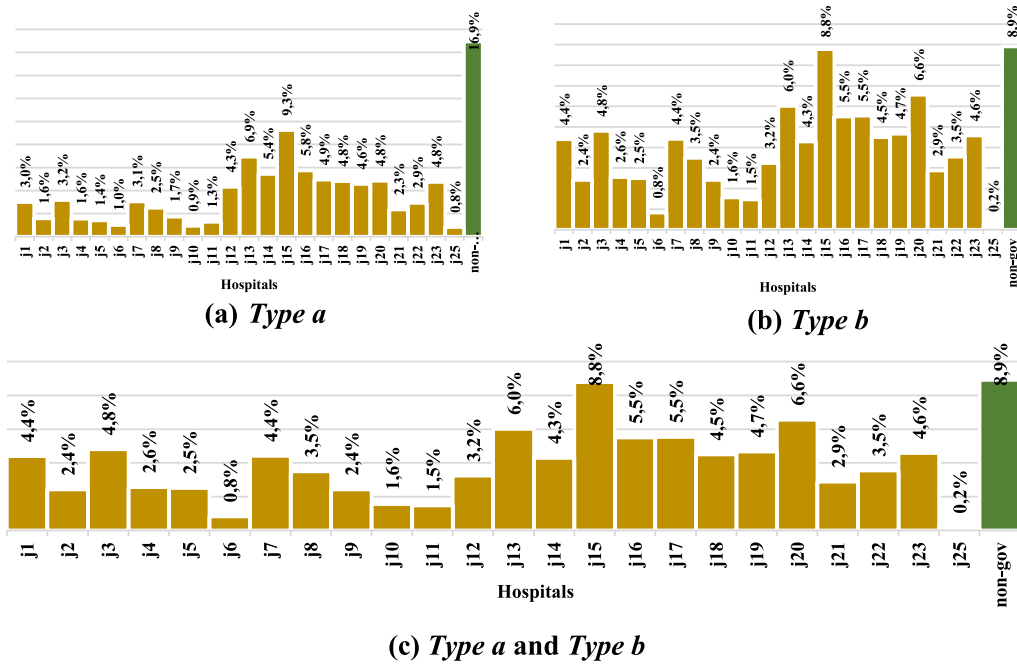 3,0% 1,6% 3,2% 1,6% 1,4% 1,0% 3,1% 2,5% 1,7% 0,9% 1,3% 4,3% 6,9% 5,4% 9,3% 5,8% 4,9% 4,8% 4,6% 4,8% 2,3% 2,9% 4,8% 0,8% 16,9%
j1 j2 j3 j4 j5 j6 j7 j8 j9 j10 j11 j12 j13 j14 j15 j16 j17 j18 j19 j20 j21 j22 j23 j25 non-…
Hospitals
(a) Type a
4,4% 2,4% 4,8% 2,6% 2,5% 0,8% 4,4% 3,5% 2,4% 1,6% 1,5% 3,2% 6,0% 4,3% 8,8% 5,5% 5,5% 4,5% 4,7% 6,6% 2,9% 3,5% 4,6% 0,2% 8,9%
j1 j2 j3 j4 j5 j6 j7 j8 j9 j10 j11 j12 j13 j14 j15 j16 j17 j18 j19 j20 j21 j22 j23 j25 non-gov
Hospitals
(b) Type b
4,4% 2,4% 4,8% 2,6% 2,5% 0,8% 4,4% 3,5% 2,4% 1,6% 1,5% 3,2% 6,0% 4,3% 8,8% 5,5% 5,5% 4,5% 4,7% 6,6% 2,9% 3,5% 4,6% 0,2% 8,9%
j1 j2 j3 j4 j5 j6 j7 j8 j9 j10 j11 j12 j13 j14 j15 j16 j17 j18 j19 j20 j21 j22 j23 j25 non-gov
Hospitals
(c) Type a and Type b